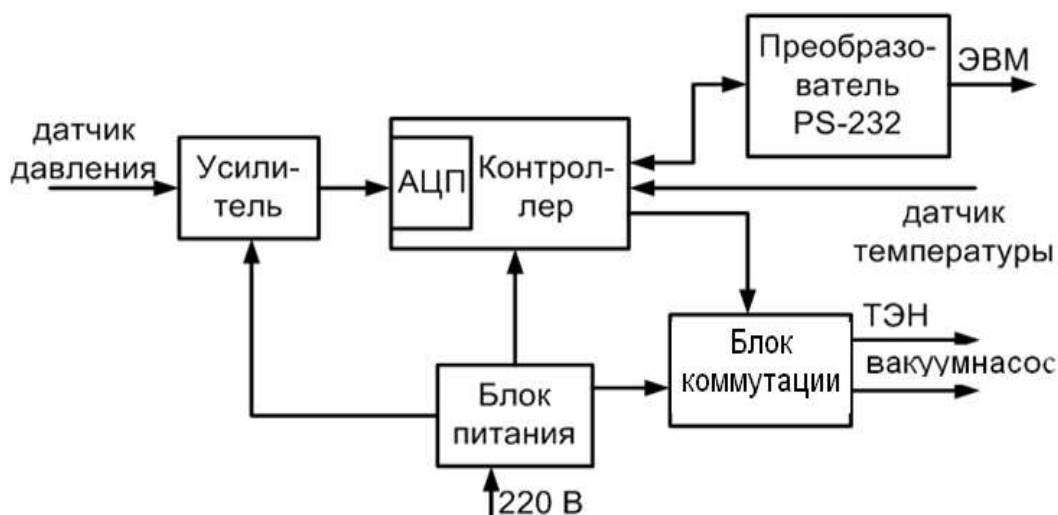 Преобразо-
ватель
PS-232
ЭВМ
датчик
давления
Усили-
тель
АЦП
Контрол-
лер
датчик
температуры
Блок
коммутации
ТЭН
вакуумнасос
Блок
питания
220 В